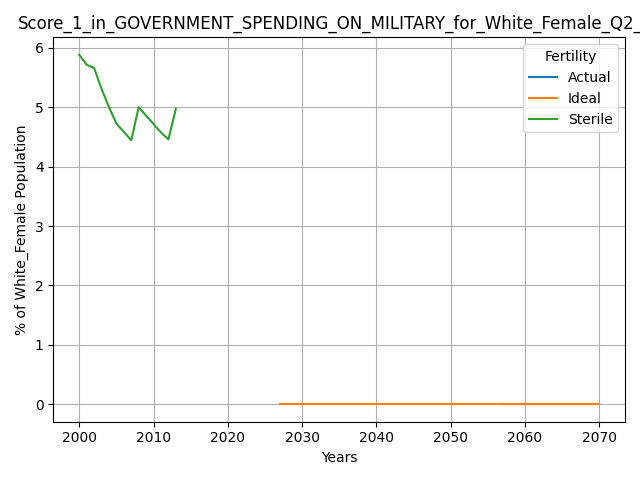 Score_1_in_GOVERNMENT_SPENDING_ON_MILITARY_for_White_Female_Q2_
Fertility
Actual
Ideal
Sterile
% of White_Female Population
6
5
4
3
2
1
0
2000 2010 2020 2030 2040 2050 2060 2070
Years